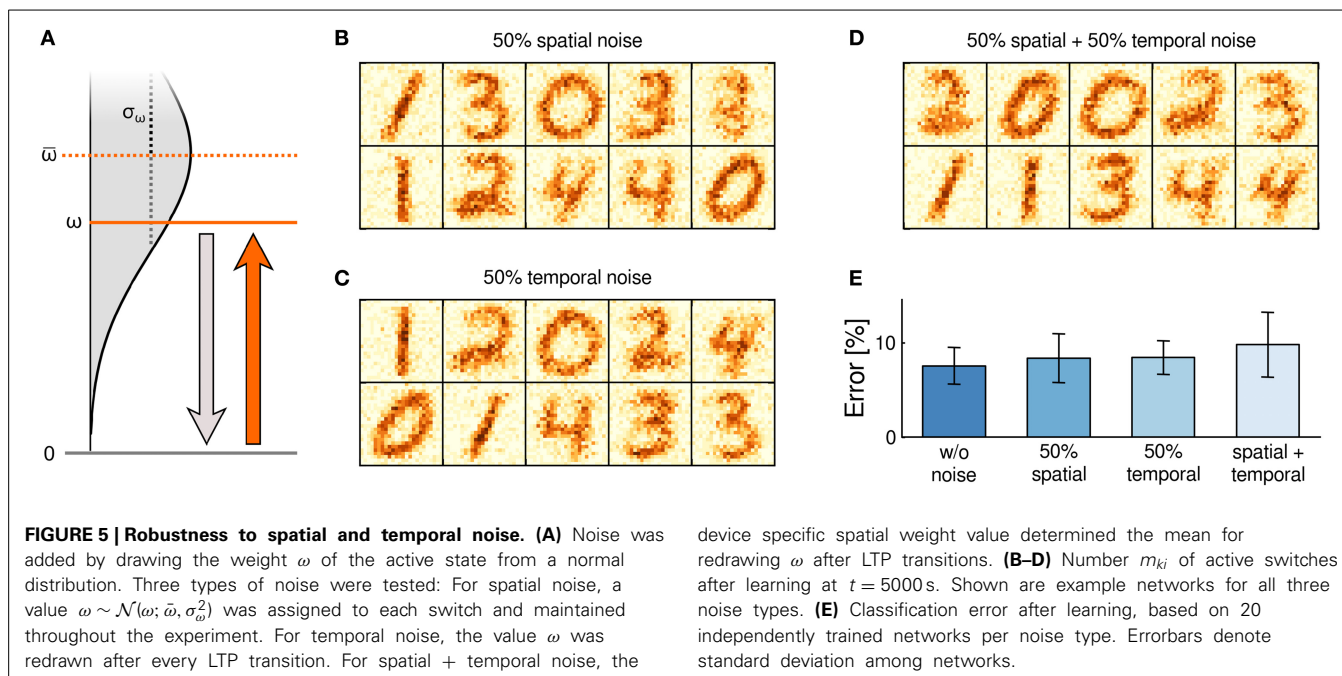 A
σω
ω̄
ω
0
B
50% spatial noise
C
50% temporal noise
D
50% spatial + 50% temporal noise
E
Error [%]
10
0
w/o
noise
50%
spatial
50%
temporal
spatial +
temporal
FIGURE 5 | Robustness to spatial and temporal noise. (A) Noise was
added by drawing the weight ω of the active state from a normal
distribution. Three types of noise were tested: For spatial noise, a
value ω ∼ 𝒩(ω; ω̄, σ²ω) was assigned to each switch and maintained
throughout the experiment. For temporal noise, the value ω was
redrawn after every LTP transition. For spatial + temporal noise, the
device specific spatial weight value determined the mean for
redrawing ω after LTP transitions. (B–D) Number mki of active switches
after learning at t = 5000 s. Shown are example networks for all three
noise types. (E) Classification error after learning, based on 20
independently trained networks per noise type. Errorbars denote
standard deviation among networks.